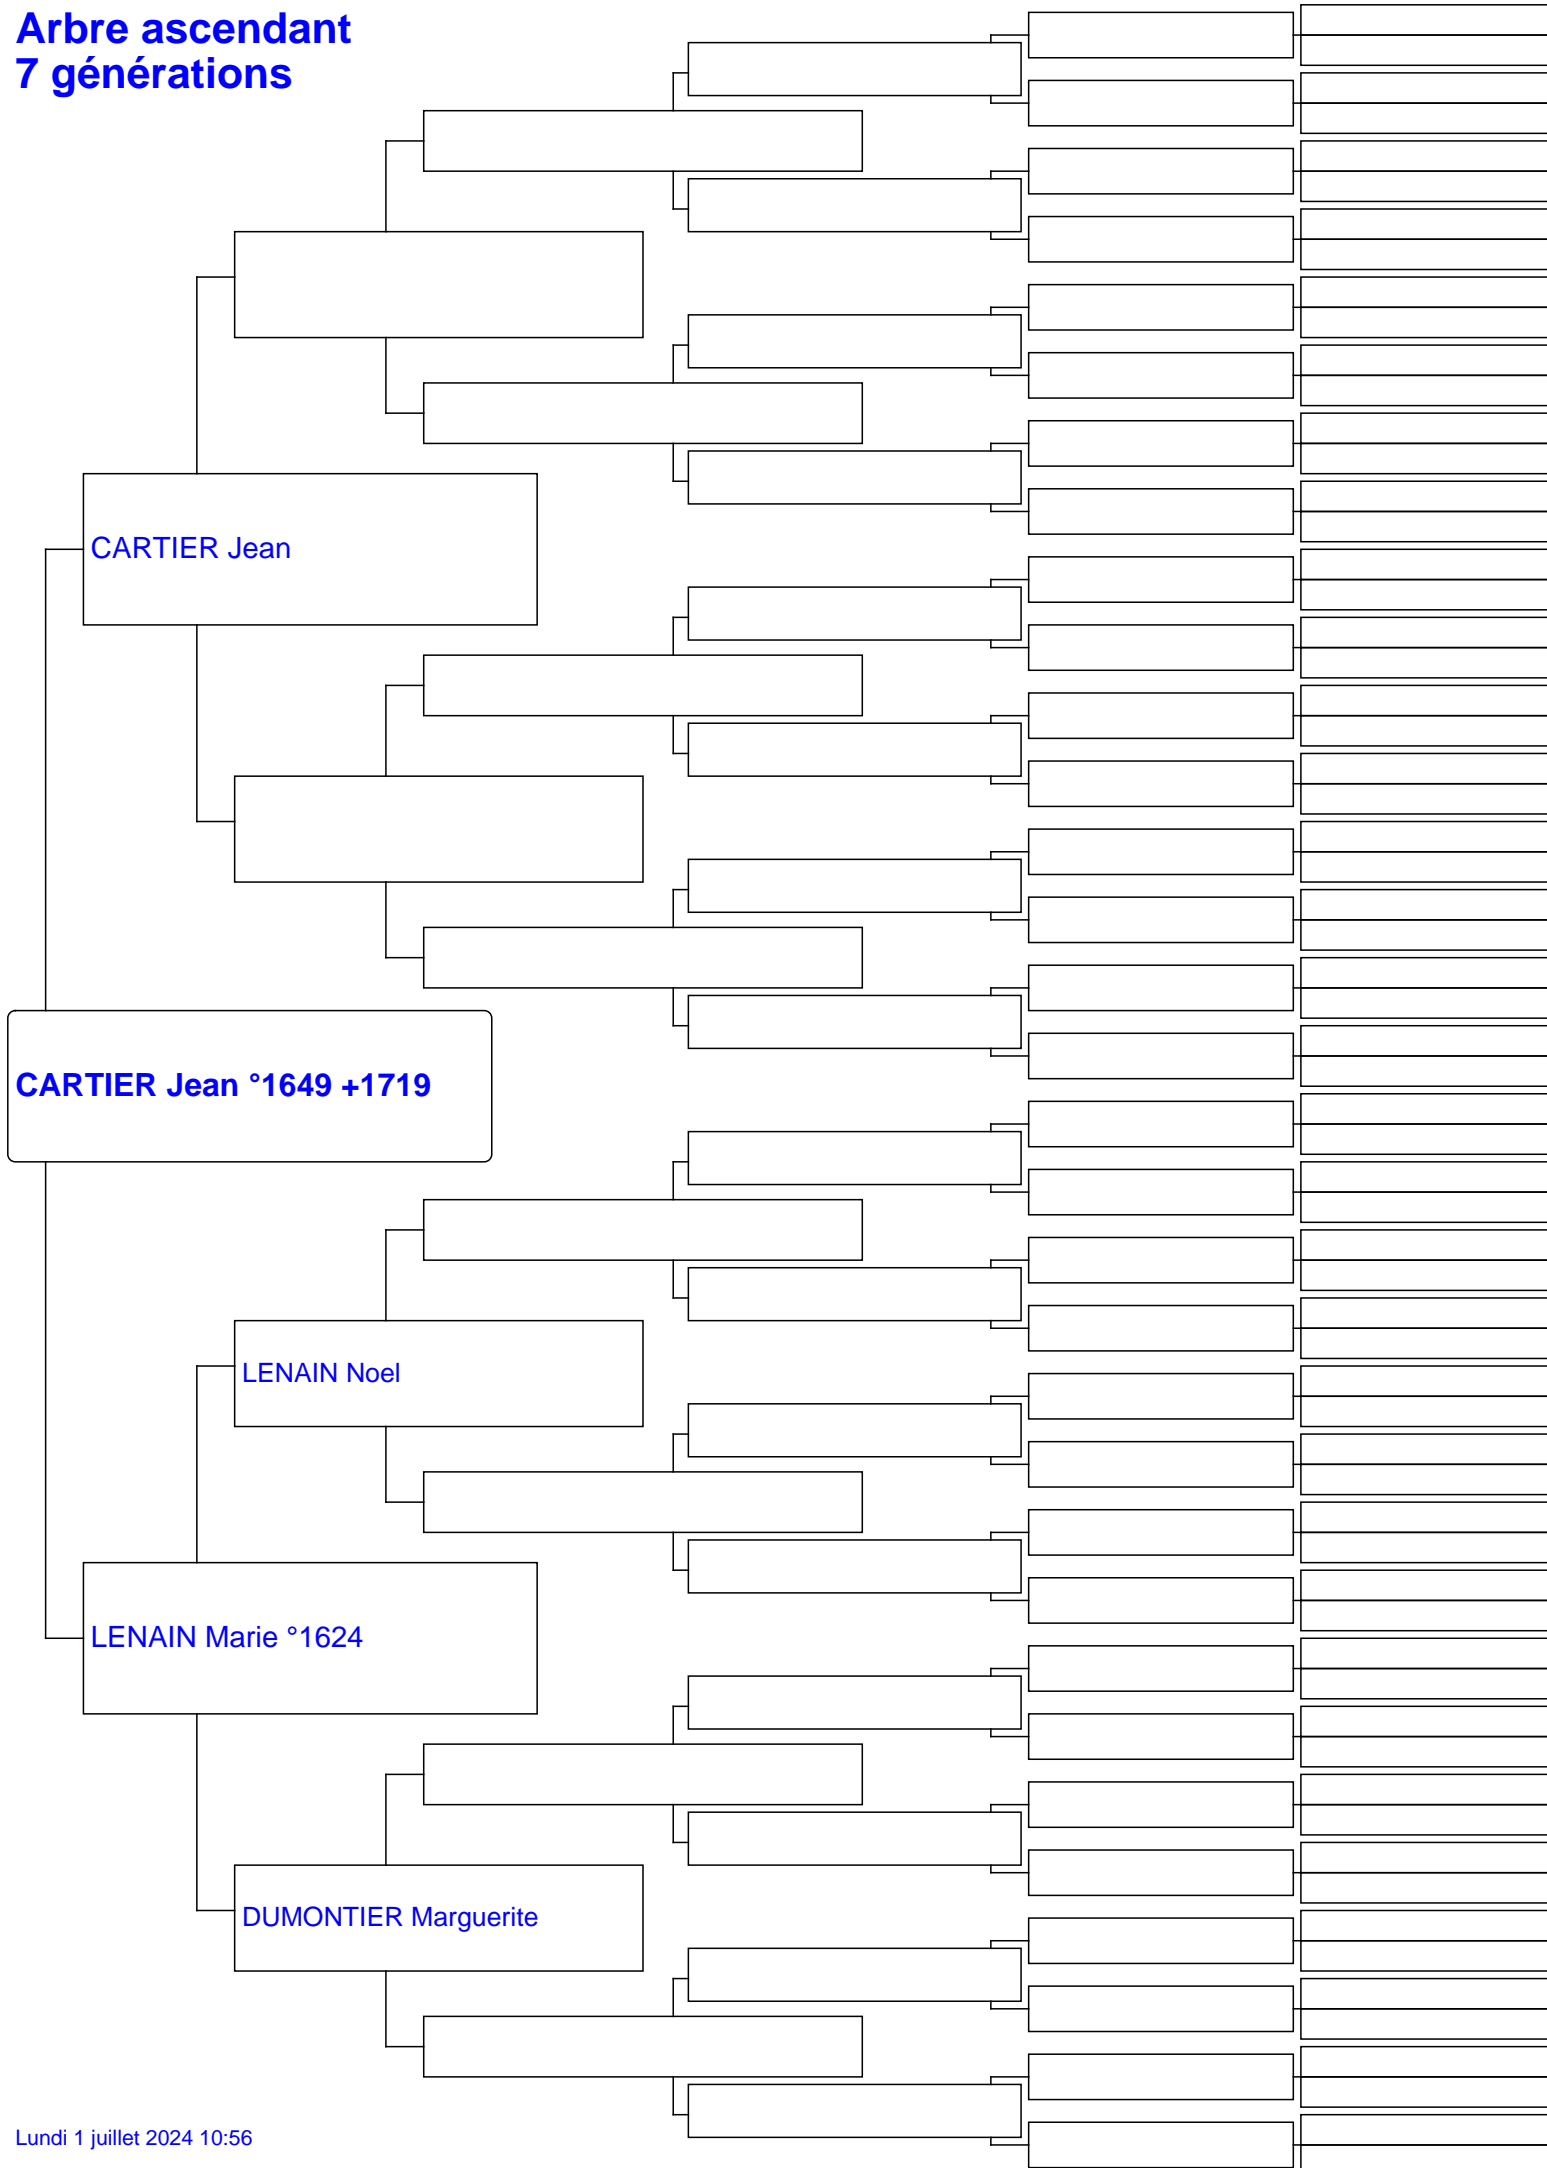 Arbre ascendant
7 générations
CARTIER Jean
CARTIER Jean °1649 +1719
LENAIN Noel
LENAIN Marie °1624
DUMONTIER Marguerite
Lundi 1 juillet 2024 10:56